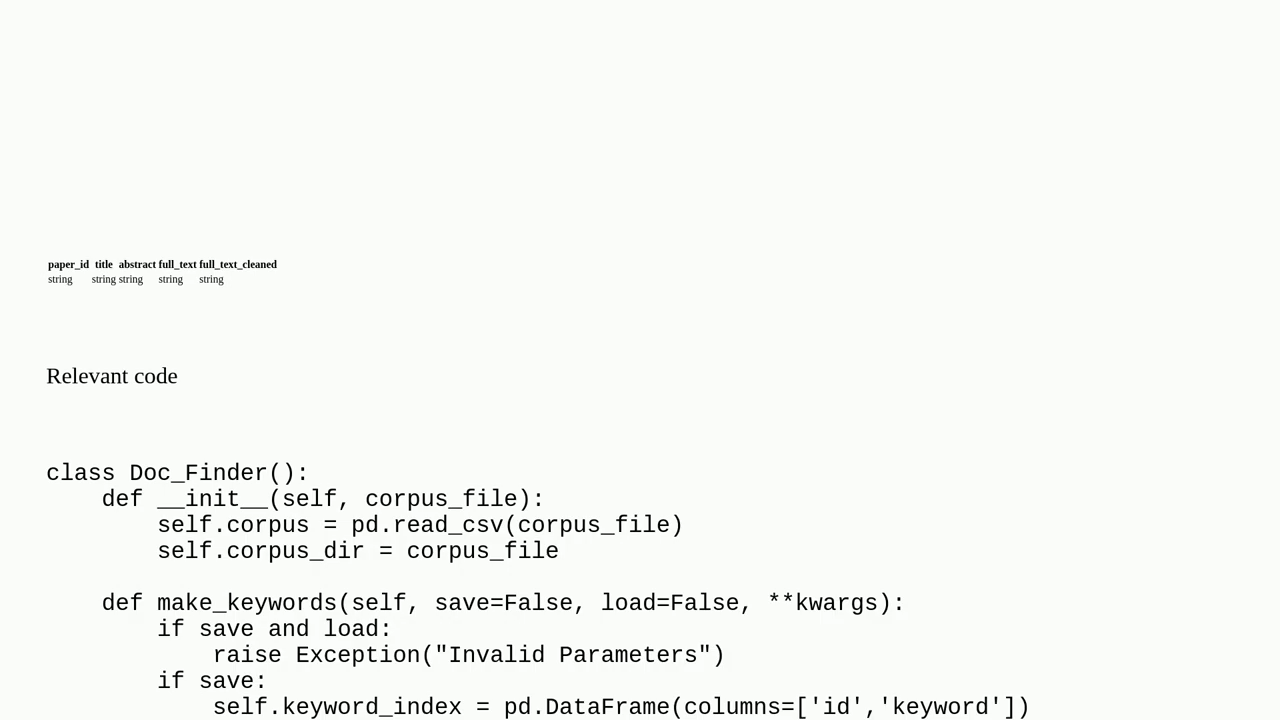 paper_id title abstract full_text full_text_cleaned
string string string string string
Relevant code
class Doc_Finder():
    def __init__(self, corpus_file):
        self.corpus = pd.read_csv(corpus_file)
        self.corpus_dir = corpus_file
    def make_keywords(self, save=False, load=False, **kwargs):
        if save and load:
            raise Exception("Invalid Parameters")
        if save:
            self.keyword_index = pd.DataFrame(columns=['id','keyword'])